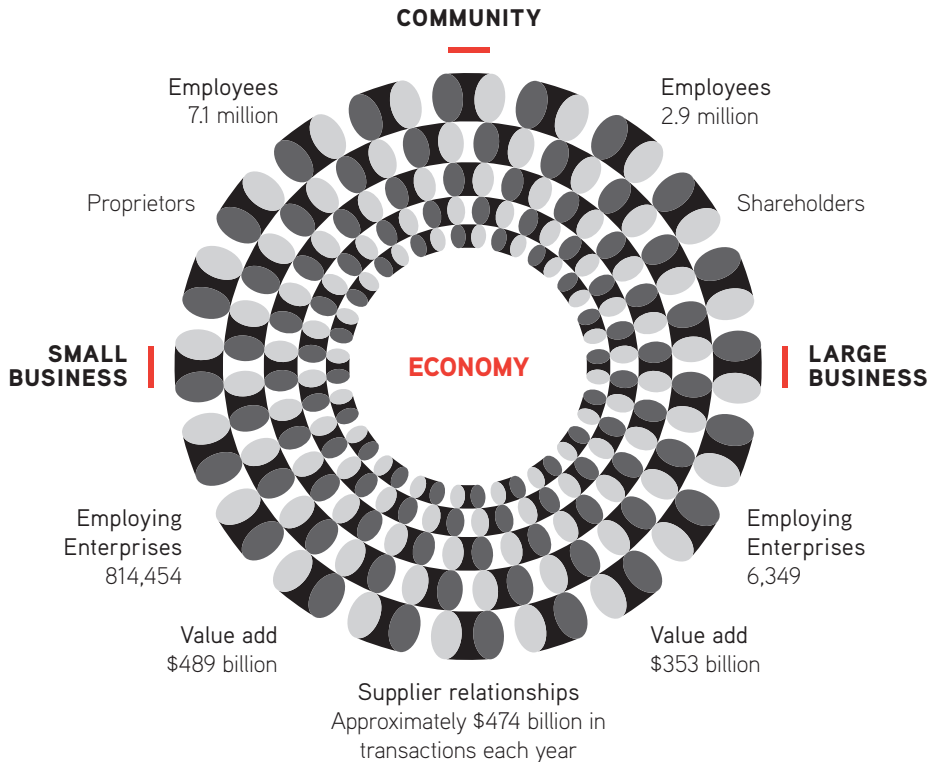 COMMUNITY
Employees
7.1 million
Employees
2.9 million
Proprietors
Shareholders
SMALL
BUSINESS
ECONOMY
LARGE
BUSINESS
Employing
Enterprises
814,454
Employing
Enterprises
6,349
Value add
$489 billion
Value add
$353 billion
Supplier relationships
Approximately $474 billion in
transactions each year